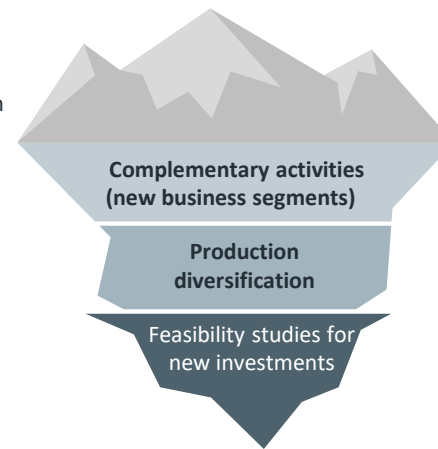 Complementary activities
(new business segments)
Production
diversification
Feasibility studies for
new investments